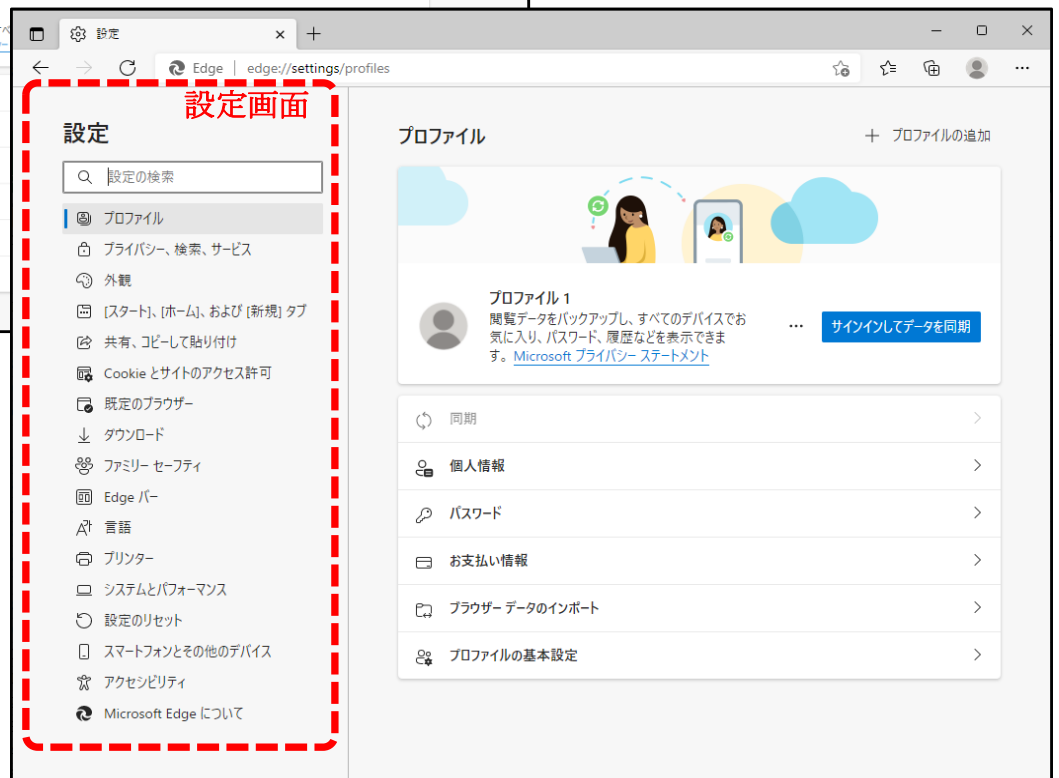 設定
Edge edge://settings/profiles
設定画面
設定
設定の検索
プロファイル
プライバシー、検索、サービス
外観
[スタート]、[ホーム]、および [新規] タブ
共有、コピーして貼り付け
Cookie とサイトのアクセス許可
既定のブラウザー
ダウンロード
ファミリー セーフティ
Edge バー
言語
プリンター
システムとパフォーマンス
設定のリセット
スマートフォンとその他のデバイス
アクセシビリティ
Microsoft Edge について
プロファイル
プロファイルの追加
プロファイル 1
閲覧データをバックアップし、すべてのデバイスでお
気に入り、パスワード、履歴などを表示できま
す。Microsoft プライバシー ステートメント
サインインしてデータを同期
同期
個人情報
パスワード
お支払い情報
ブラウザー データのインポート
プロファイルの基本設定